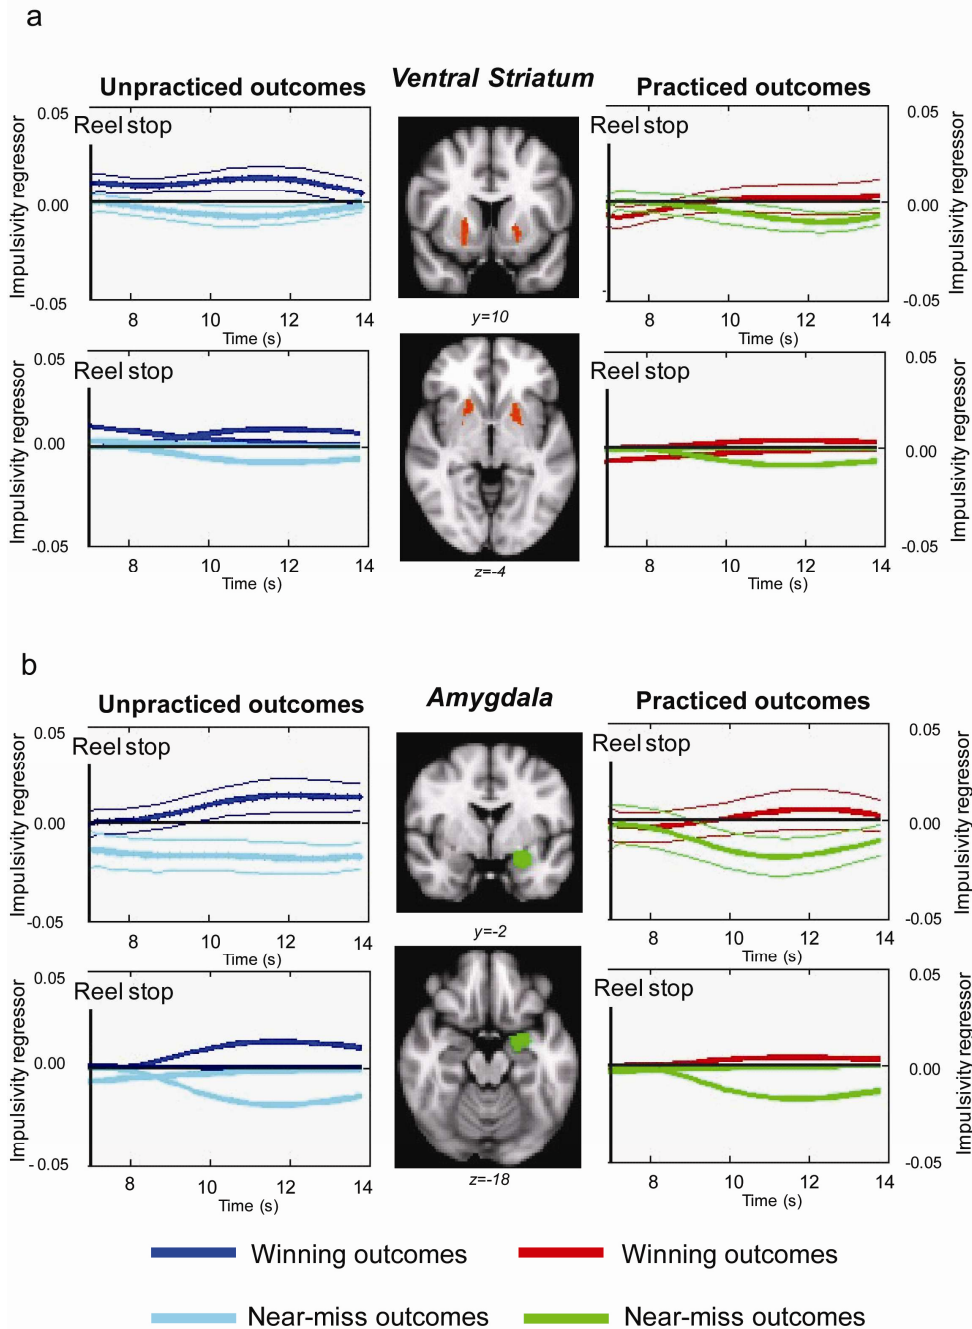 a
Unpracticed outcomes
Ventral Striatum
Practiced outcomes
Impulsivity regressor
0.05
0.00
-0.05
Reel stop
8 10 12 14
Time (s)
y=10
Reel stop
8 10 12 14
Time (s)
0.05
0.00
-0.05
Impulsivity regressor
Impulsivity regressor
0.05
0.00
-0.05
Reel stop
8 10 12 14
Time (s)
z=-4
Reel stop
8 10 12 14
Time (s)
0.05
0.00
-0.05
Impulsivity regressor
b
Unpracticed outcomes
Amygdala
Practiced outcomes
Impulsivity regressor
0.05
0.00
-0.05
Reel stop
8 10 12 14
Time (s)
y=-2
Reel stop
8 10 12 14
Time (s)
0.05
0.00
-0.05
Impulsivity regressor
Impulsivity regressor
0.05
0.00
-0.05
Reel stop
8 10 12 14
Time (s)
z=-18
Reel stop
8 10 12 14
Time (s)
0.05
0.00
-0.05
Impulsivity regressor
Winning outcomes
Winning outcomes
Near-miss outcomes
Near-miss outcomes